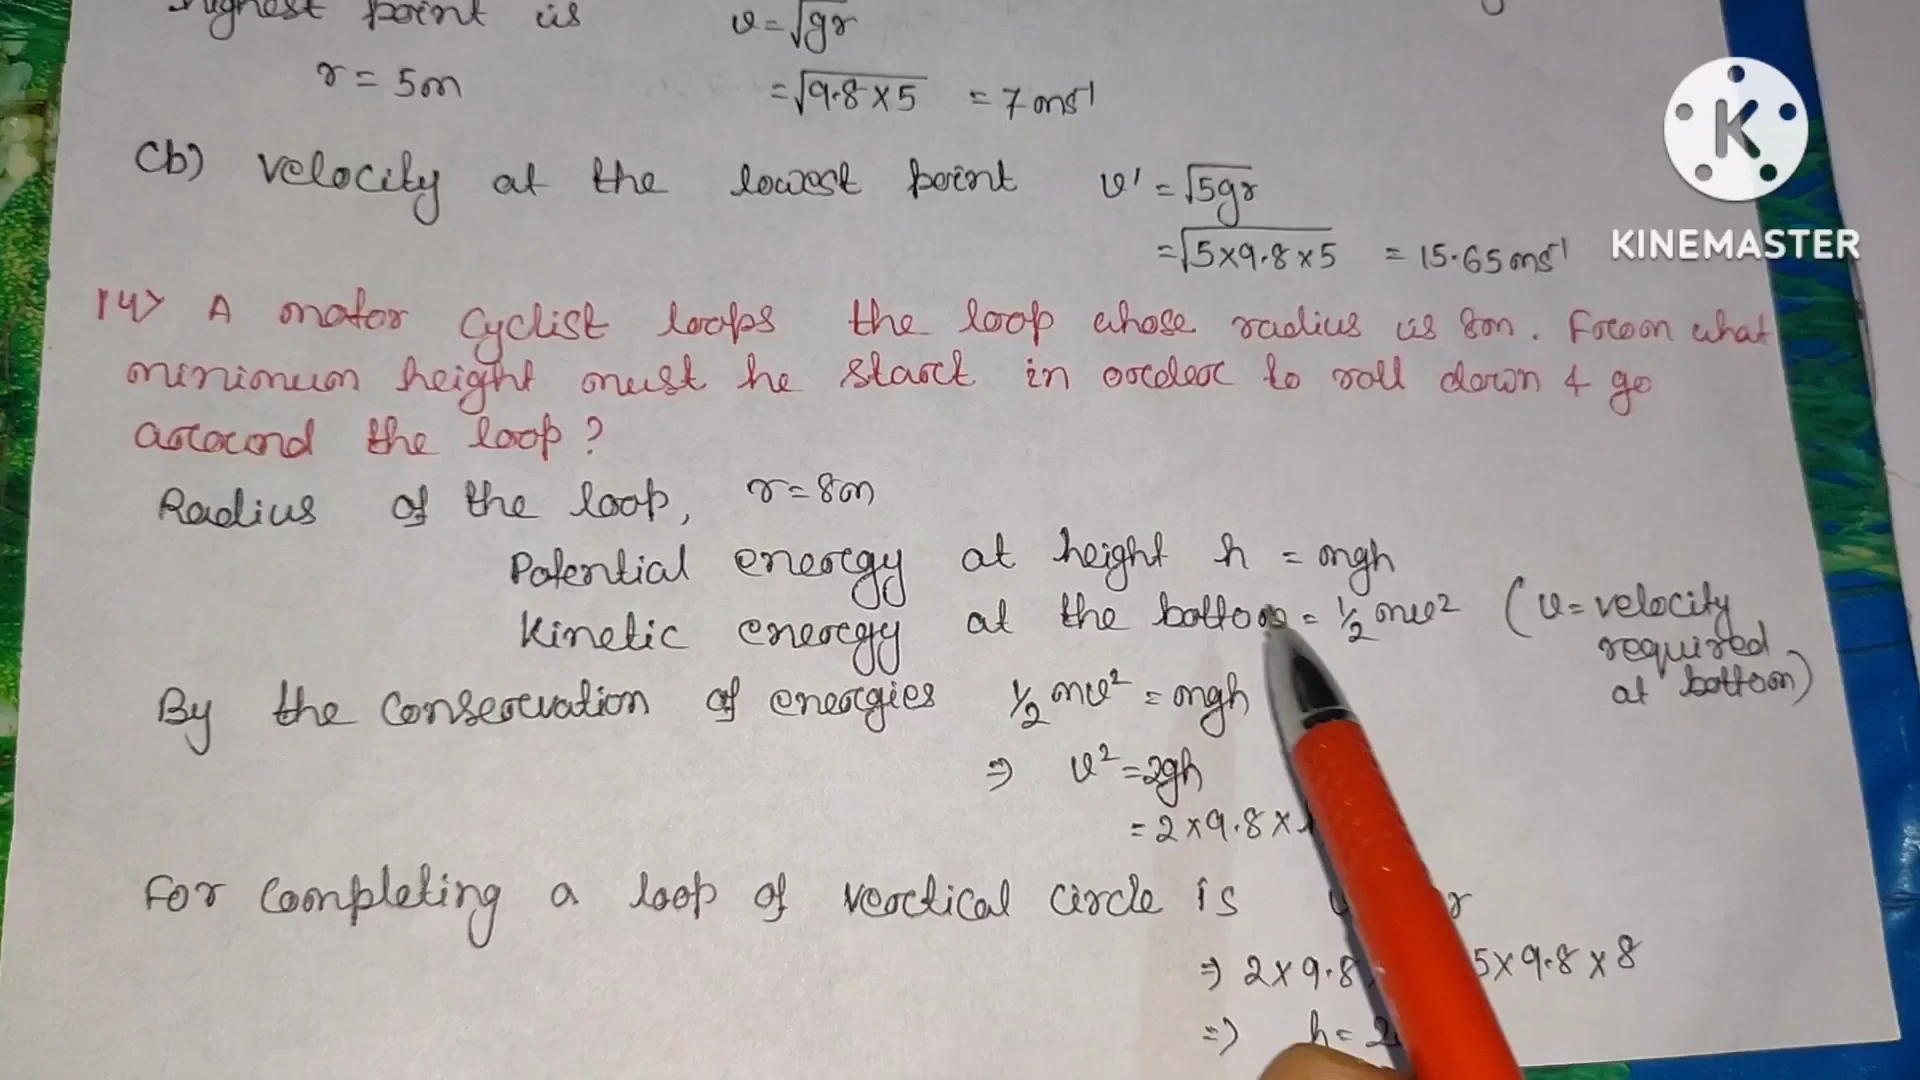 highest point is v = √gr
r = 5m = √9.8×5 = 7ms⁻¹
(b) velocity at the lowest point v' = √5gr
= √5×9.8×5 = 15.65ms⁻¹
K
KINEMASTER
14> A motor cyclist loops the loop whose radius is 8m. From what
minimum height must he start in order to roll down & go
around the loop?
Radius of the loop, r = 8m
Potential energy at height h = mgh
Kinetic energy at the bottom = ½mv² (v = velocity
required
at bottom)
By the conservation of energies ½mv² = mgh
⇒ v² = 2gh
= 2×9.8×
For completing a loop of vertical circle is r
⇒ 2×9.8 5×9.8×8
⇒ h = 2